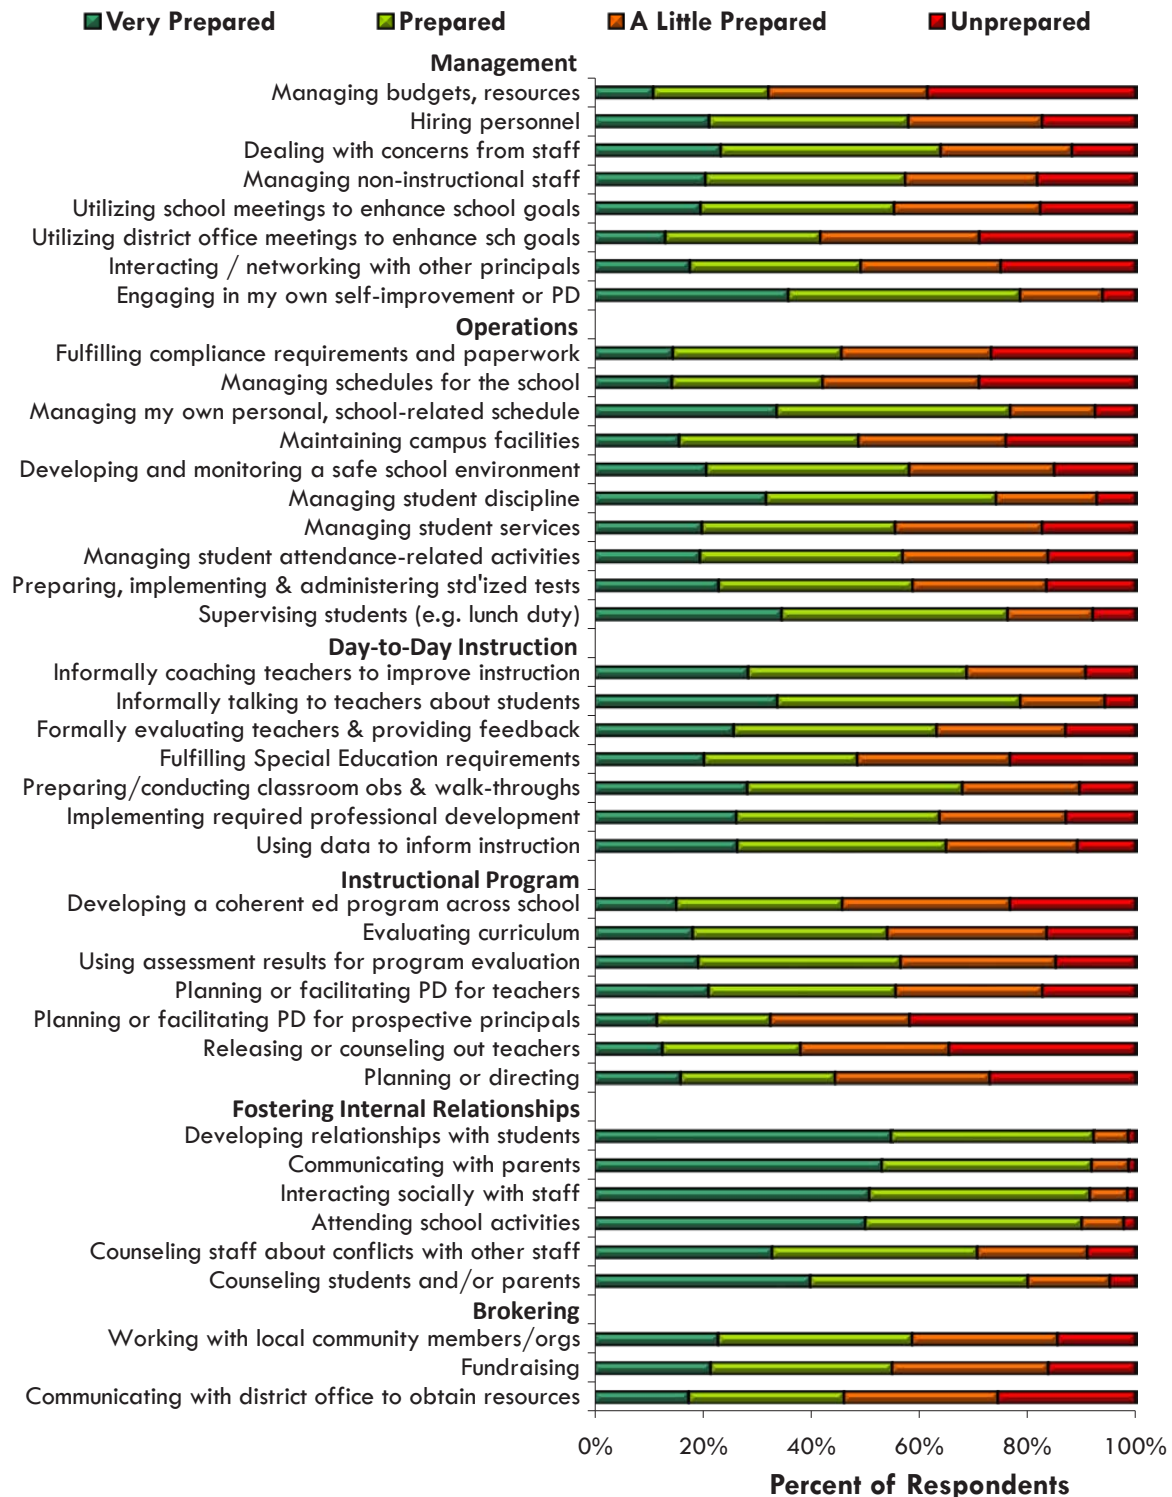 Very Prepared Prepared A Little Prepared Unprepared
Management
Managing budgets, resources
Hiring personnel
Dealing with concerns from staff
Managing non-instructional staff
Utilizing school meetings to enhance school goals
Utilizing district office meetings to enhance sch goals
Interacting / networking with other principals
Engaging in my own self-improvement or PD
Operations
Fulfilling compliance requirements and paperwork
Managing schedules for the school
Managing my own personal, school-related schedule
Maintaining campus facilities
Developing and monitoring a safe school environment
Managing student discipline
Managing student services
Managing student attendance-related activities
Preparing, implementing & administering std'ized tests
Supervising students (e.g. lunch duty)
Day-to-Day Instruction
Informally coaching teachers to improve instruction
Informally talking to teachers about students
Formally evaluating teachers & providing feedback
Fulfilling Special Education requirements
Preparing/conducting classroom obs & walk-throughs
Implementing required professional development
Using data to inform instruction
Instructional Program
Developing a coherent ed program across school
Evaluating curriculum
Using assessment results for program evaluation
Planning or facilitating PD for teachers
Planning or facilitating PD for prospective principals
Releasing or counseling out teachers
Planning or directing
Fostering Internal Relationships
Developing relationships with students
Communicating with parents
Interacting socially with staff
Attending school activities
Counseling staff about conflicts with other staff
Counseling students and/or parents
Brokering
Working with local community members/orgs
Fundraising
Communicating with district office to obtain resources
0% 20% 40% 60% 80% 100%
Percent of Respondents